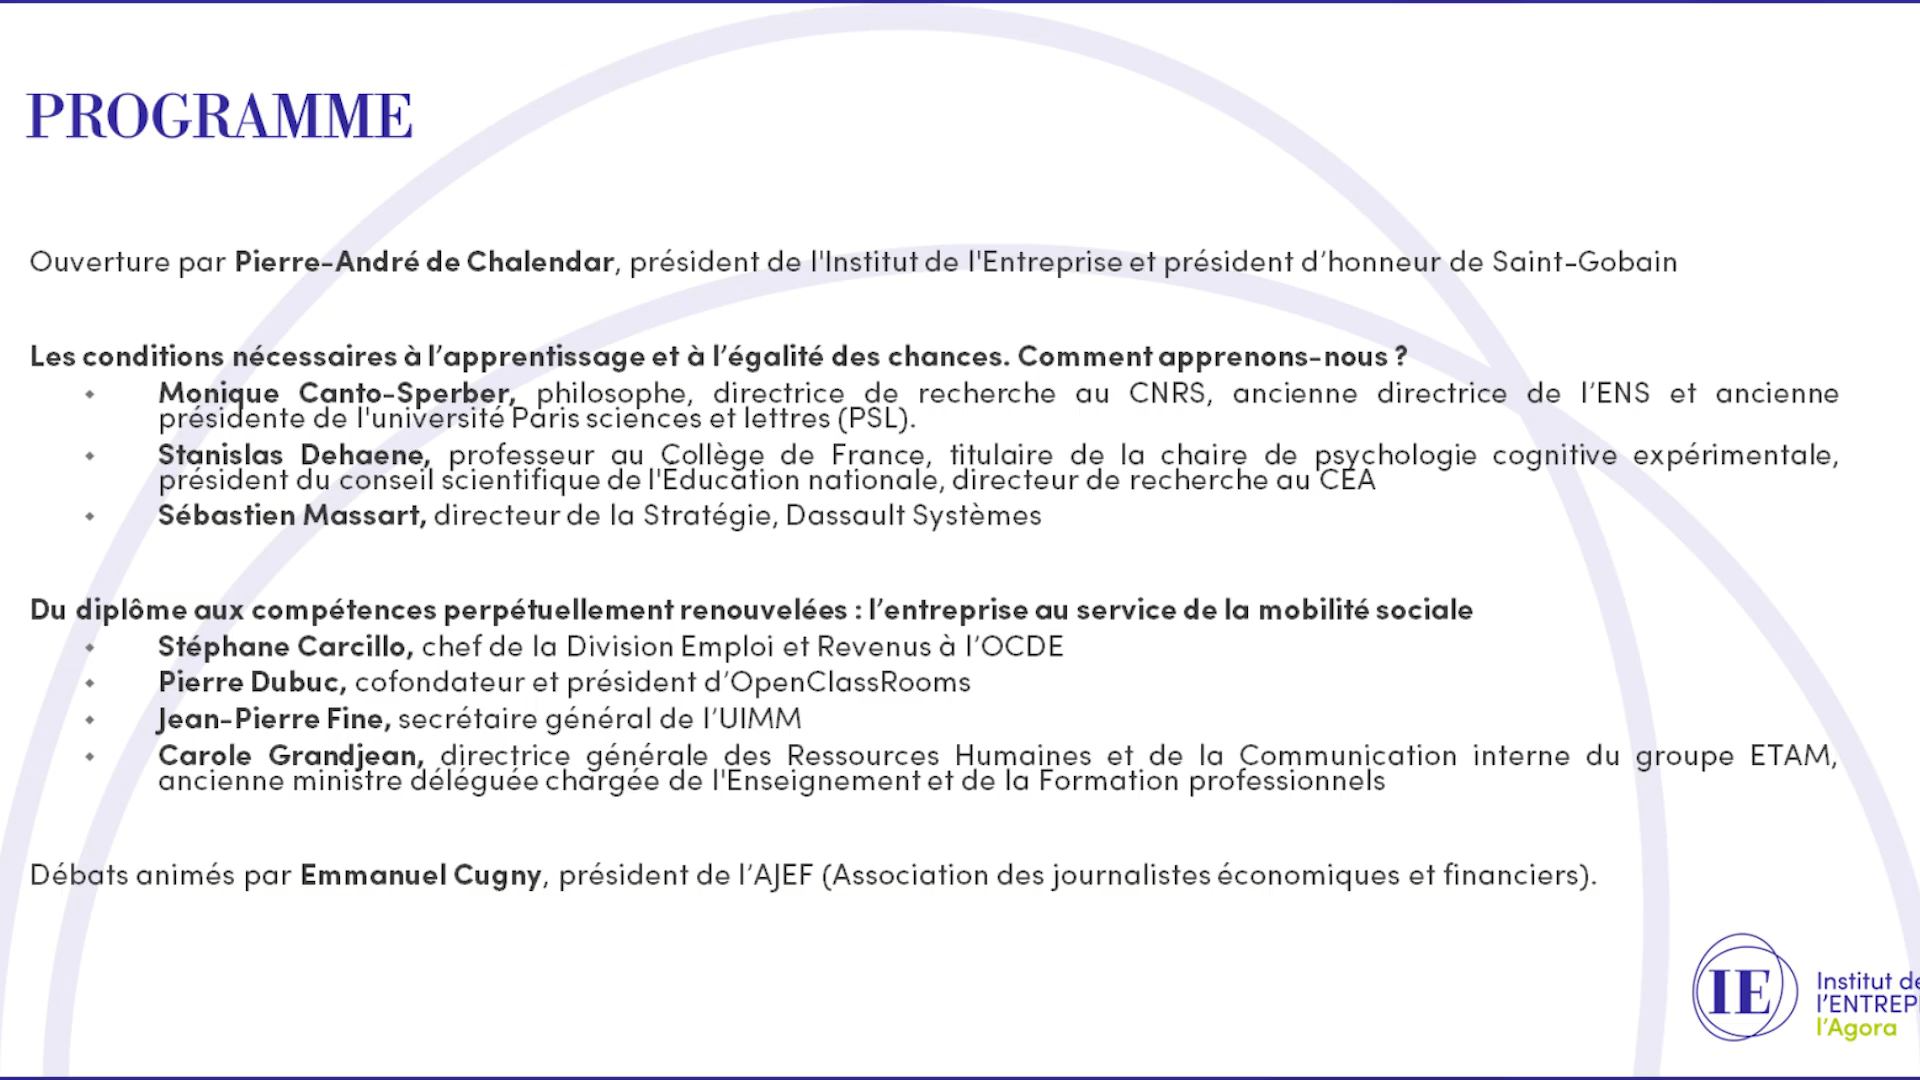 PROGRAMME
Ouverture par Pierre-André de Chalendar, président de l'Institut de l'Entreprise et président d’honneur de Saint-Gobain
Les conditions nécessaires à l’apprentissage et à l’égalité des chances. Comment apprenons-nous ?
Monique Canto-Sperber, philosophe, directrice de recherche au CNRS, ancienne directrice de l’ENS et ancienne
présidente de l'université Paris sciences et lettres (PSL).
Stanislas Dehaene, professeur au Collège de France, titulaire de la chaire de psychologie cognitive expérimentale,
président du conseil scientifique de l'Education nationale, directeur de recherche au CEA
Sébastien Massart, directeur de la Stratégie, Dassault Systèmes
Du diplôme aux compétences perpétuellement renouvelées : l’entreprise au service de la mobilité sociale
Stéphane Carcillo, chef de la Division Emploi et Revenus à l’OCDE
Pierre Dubuc, cofondateur et président d’OpenClassRooms
Jean-Pierre Fine, secrétaire général de l’UIMM
Carole Grandjean, directrice générale des Ressources Humaines et de la Communication interne du groupe ETAM,
ancienne ministre déléguée chargée de l'Enseignement et de la Formation professionnels
Débats animés par Emmanuel Cugny, président de l’AJEF (Association des journalistes économiques et financiers).
IE
Institut de
l’ENTREP
l’Agora